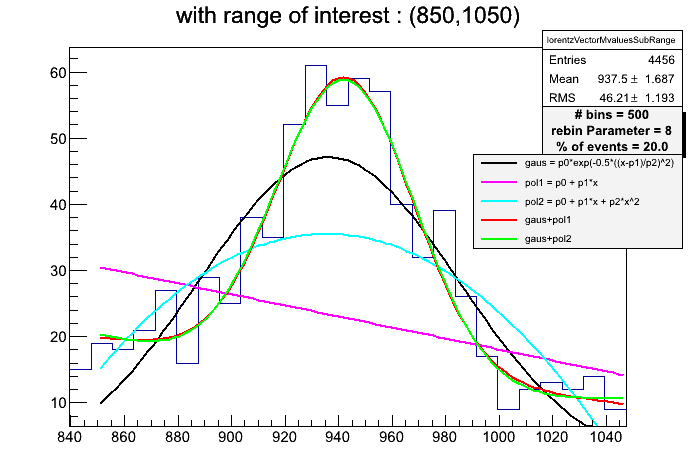 with range of interest : (850,1050)
lorentzVectorMvaluesSubRange
Entries 4456
Mean 937.5 ± 1.687
RMS 46.21 ± 1.193
# bins = 500
rebin Parameter = 8
% of events = 20.0
gaus = p0*exp(-0.5*((x-p1)/p2)^2)
pol1 = p0 + p1*x
pol2 = p0 + p1*x + p2*x^2
gaus+pol1
gaus+pol2
60
50
40
30
20
10
840 860 880 900 920 940 960 980 1000 1020 1040